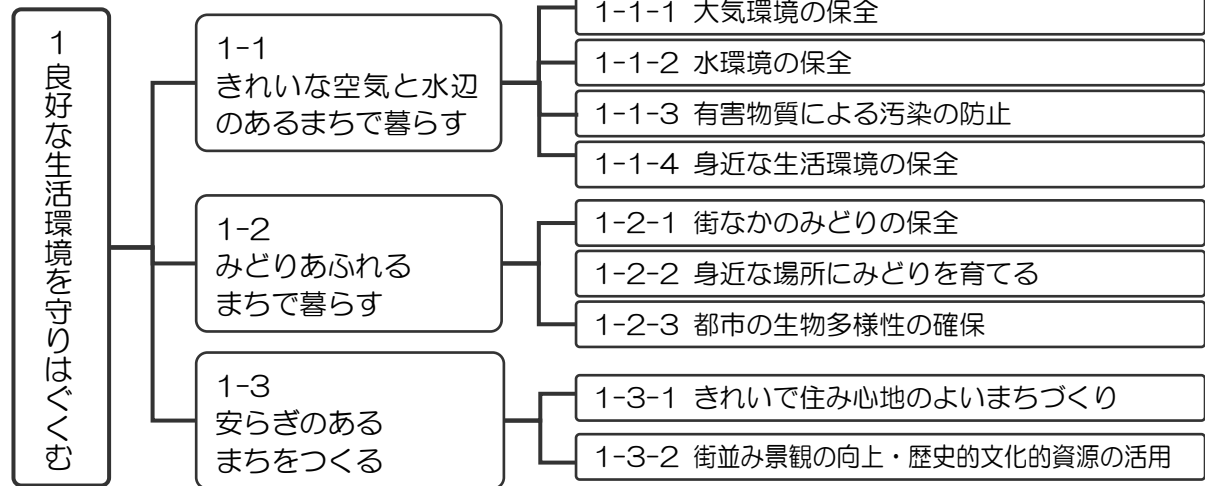 1 良好な生活環境を守りはぐくむ
1-1
きれいな空気と水辺
のあるまちで暮らす
1-1-1 大気環境の保全
1-1-2 水環境の保全
1-1-3 有害物質による汚染の防止
1-1-4 身近な生活環境の保全
1-2
みどりあふれる
まちで暮らす
1-2-1 街なかのみどりの保全
1-2-2 身近な場所にみどりを育てる
1-2-3 都市の生物多様性の確保
1-3
安らぎのある
まちをつくる
1-3-1 きれいで住み心地のよいまちづくり
1-3-2 街並み景観の向上・歴史的文化的資源の活用